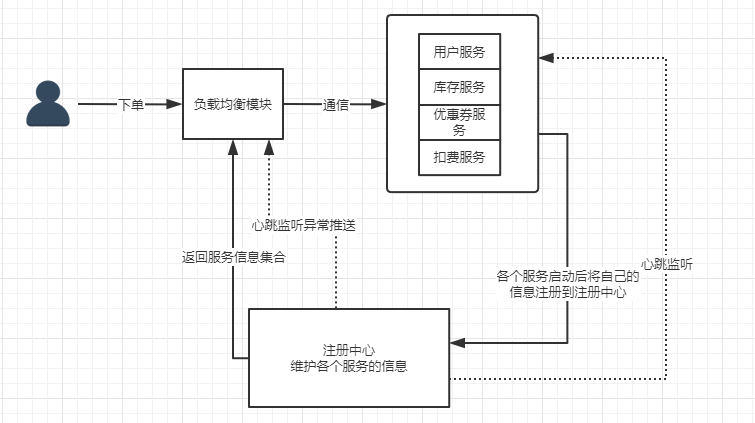 用户服务
库存服务
优惠券服
务
扣费服务
下单
负载均衡模块
通信
心跳监听异常推送
返回服务信息集合
心跳监听
各个服务启动后将自己的
信息注册到注册中心
注册中心
维护各个服务的信息